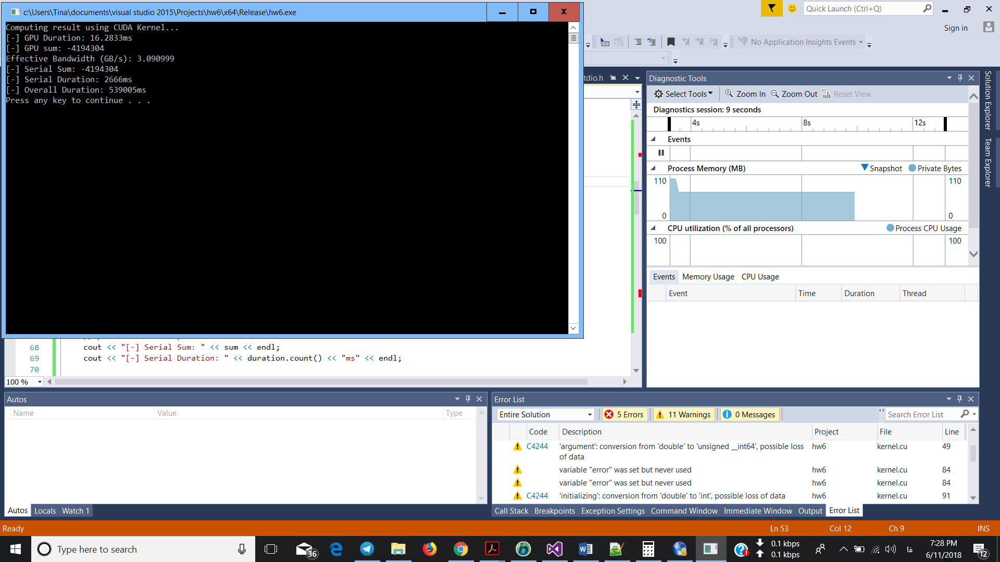 c:\Users\Tina\documents\visual studio 2015\Projects\hw6\x64\Release\hw6.exe
Computing result using CUDA Kernel...
[-] GPU Duration: 16.2833ms
[-] GPU sum: -4194304
Effective Bandwidth (GB/s): 3.090999
[-] Serial Sum: -4194304
[-] Serial Duration: 2666ms
[-] Overall Duration: 539005ms
Press any key to continue . . .
Quick Launch (Ctrl+Q)
Sign in
No Application Insights Events
tdio.h
Diagnostic Tools
Select Tools Zoom In Zoom Out Reset View
Diagnostics session: 9 seconds
4s 8s 12s
Events
Process Memory (MB) Snapshot Private Bytes
110 110
0 0
CPU utilization (% of all processors) Process CPU Usage
100 100
Events Memory Usage CPU Usage
Event Time Duration Thread
Solution Explorer
Team Explorer
68 cout << "[-] Serial Sum: " << sum << endl;
69 cout << "[-] Serial Duration: " << duration.count() << "ms" << endl;
70
100 %
Autos
Name Value Type
Autos Locals Watch 1
Error List
Entire Solution 5 Errors 11 Warnings 0 Messages Search Error List
Code Description Project File Line
C4244 'argument': conversion from 'double' to 'unsigned __int64', possible loss hw6 kernel.cu 49
of data
variable "error" was set but never used hw6 kernel.cu 84
variable "error" was set but never used hw6 kernel.cu 84
C4244 'initializing': conversion from 'double' to 'int', possible loss of data hw6 kernel.cu 91
Call Stack Breakpoints Exception Settings Command Window Immediate Window Output Error List
Ready Ln 53 Col 12 Ch 9 INS
Type here to search
36
0.1 kbps
0.1 kbps
فا
7:28 PM
6/11/2018
12